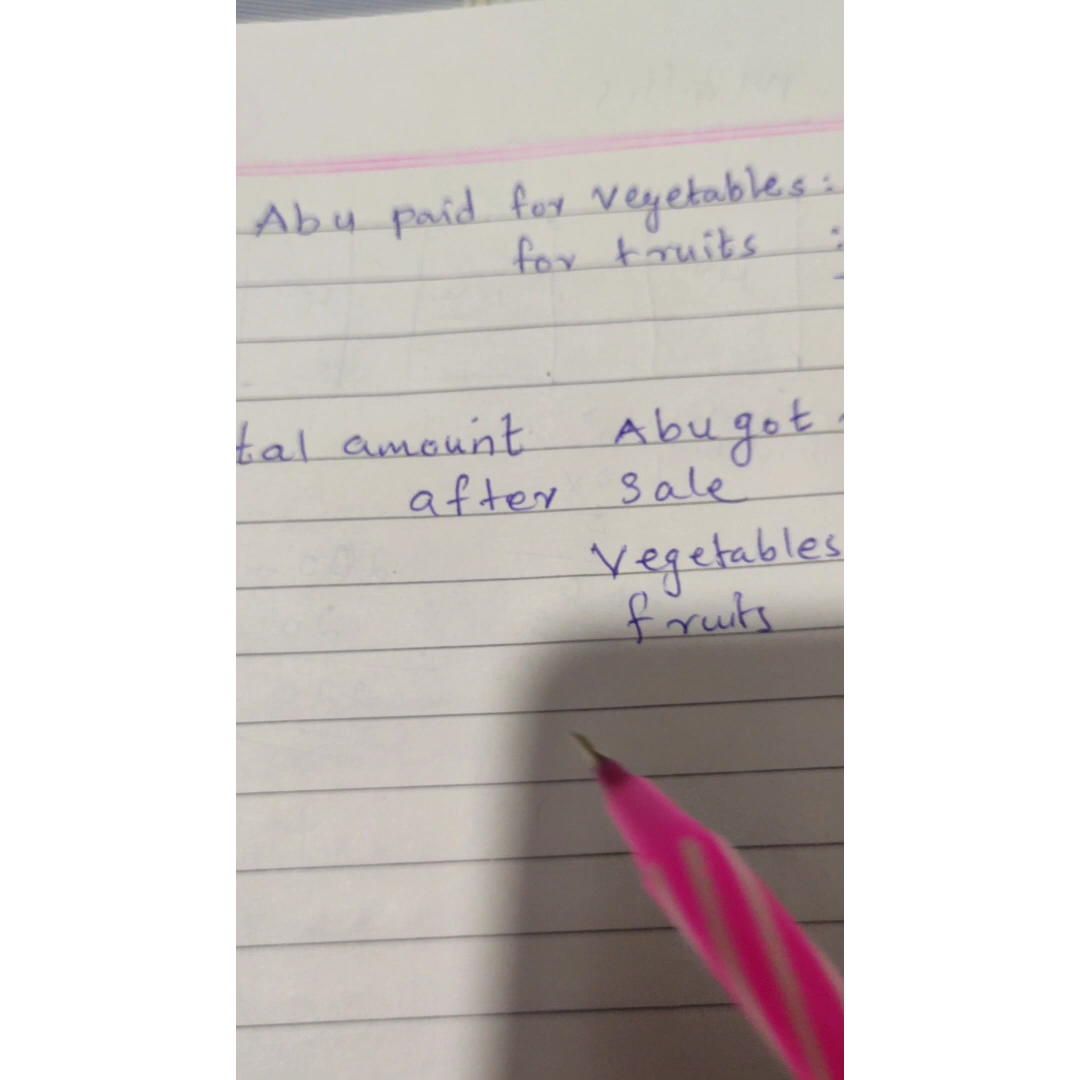 Abu paid for vegetables :
for fruits :
tal amount Abu got
after sale
Vegetables
fruits